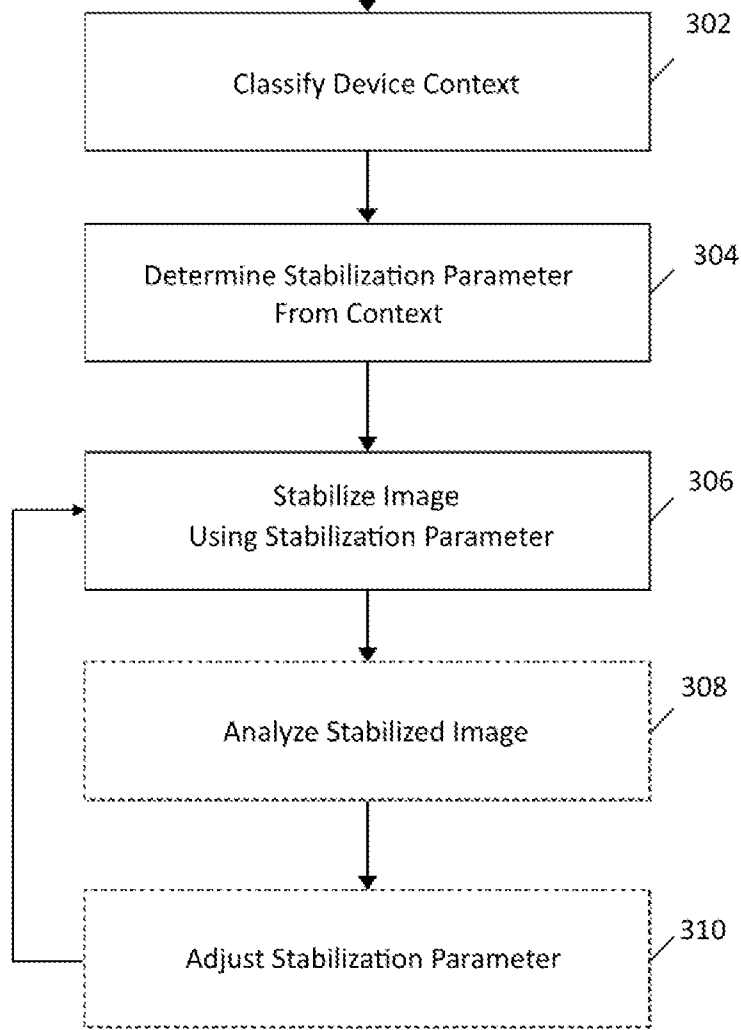 302
Classify Device Context
304
Determine Stabilization Parameter
From Context
306
Stabilize Image
Using Stabilization Parameter
308
Analyze Stabilized Image
310
Adjust Stabilization Parameter